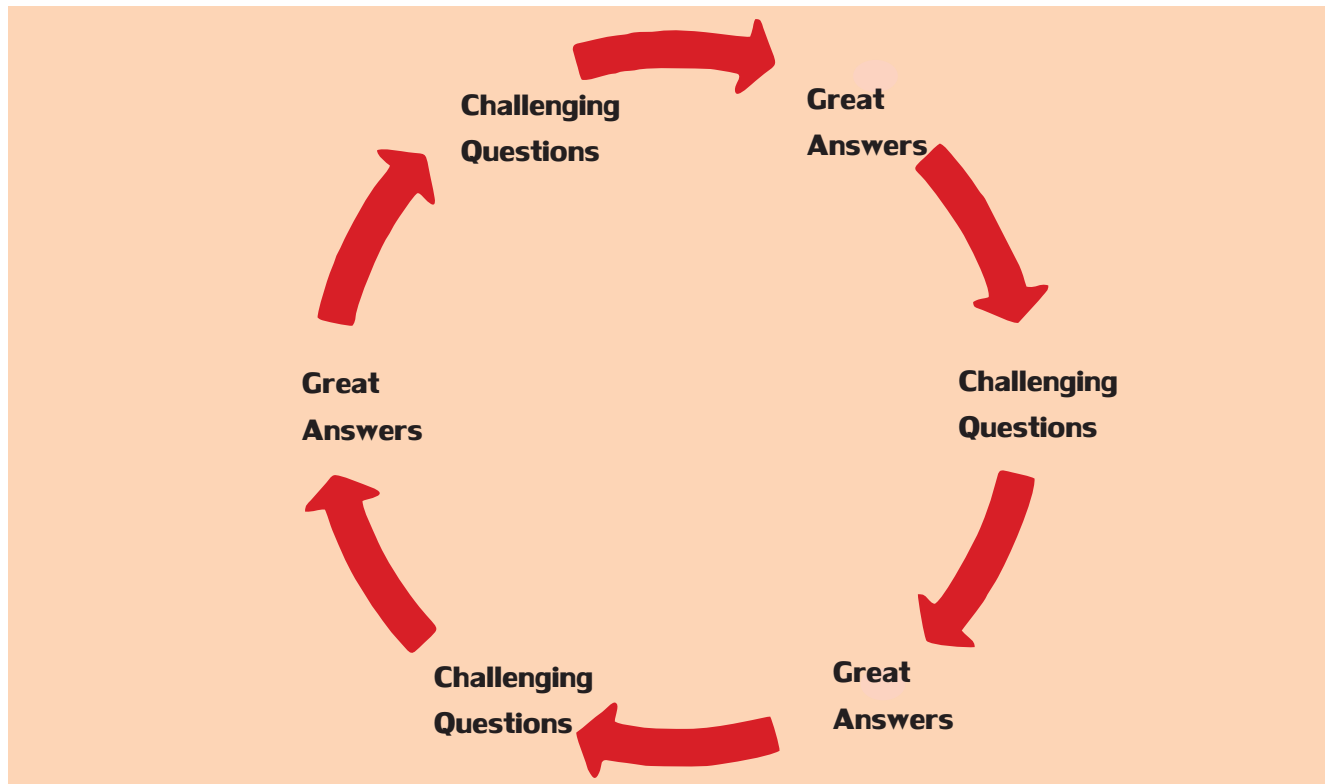 Challenging
Questions
Great
Answers
Challenging
Questions
Great
Answers
Challenging
Questions
Great
Answers